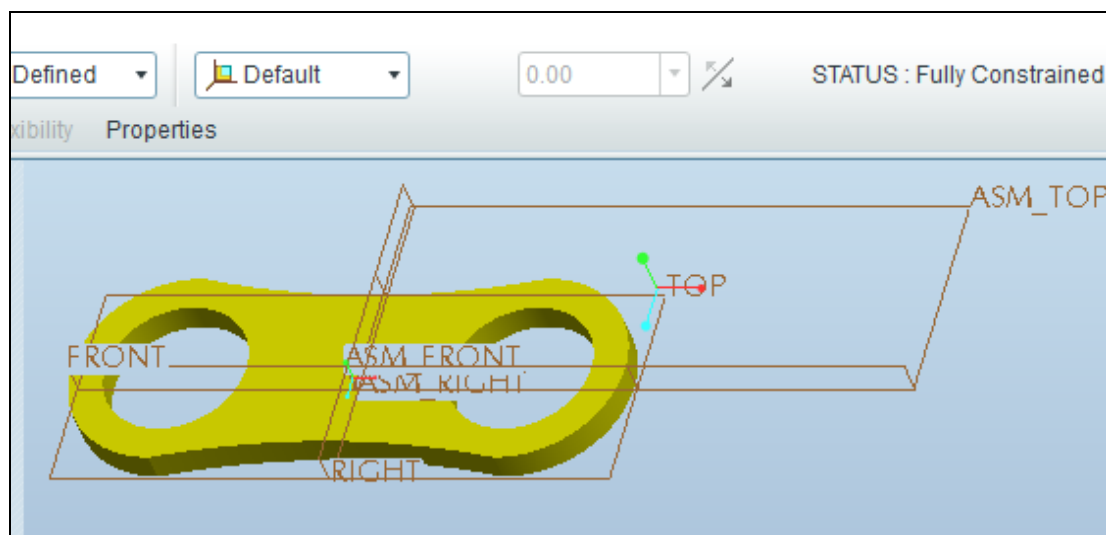 Defined
Default
0.00
STATUS : Fully Constrained
xibility
Properties
ASM_TOP
TOP
FRONT
ASM_FRONT
ASM_RIGHT
RIGHT